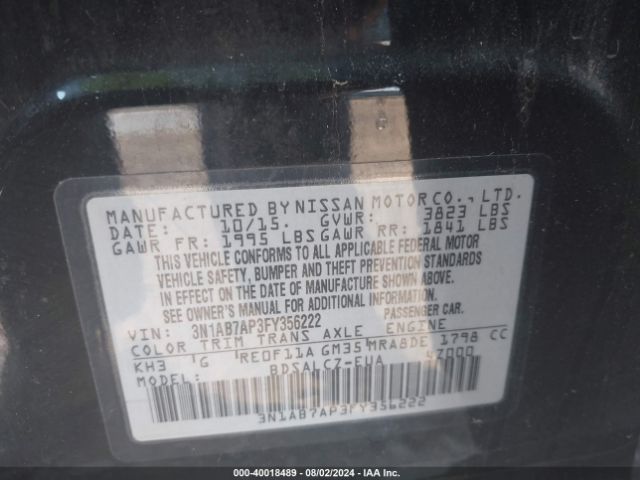 MANUFACTURED BY NISSAN MOTOR CO., LTD.
DATE: 10/15. GVWR: 3823 LBS
GAWR FR: 1995 LBS GAWR RR: 1841 LBS
THIS VEHICLE CONFORMS TO ALL APPLICABLE FEDERAL MOTOR
VEHICLE SAFETY, BUMPER AND THEFT PREVENTION STANDARDS
IN EFFECT ON THE DATE OF MANUFACTURE SHOWN ABOVE.
SEE OWNER'S MANUAL FOR ADDITIONAL INFORMATION.
VIN: 3N1AB7AP3FY356222 PASSENGER CAR.
COLOR TRIM TRANS AXLE ENGINE
KH3 G RE0F11A GM35 MRA8DE 1798 CC
MODEL: BDSALCZ-EUA 4Z000
3N1AB7AP3FY356222
000-40018489 - 08/02/2024 - IAA Inc.